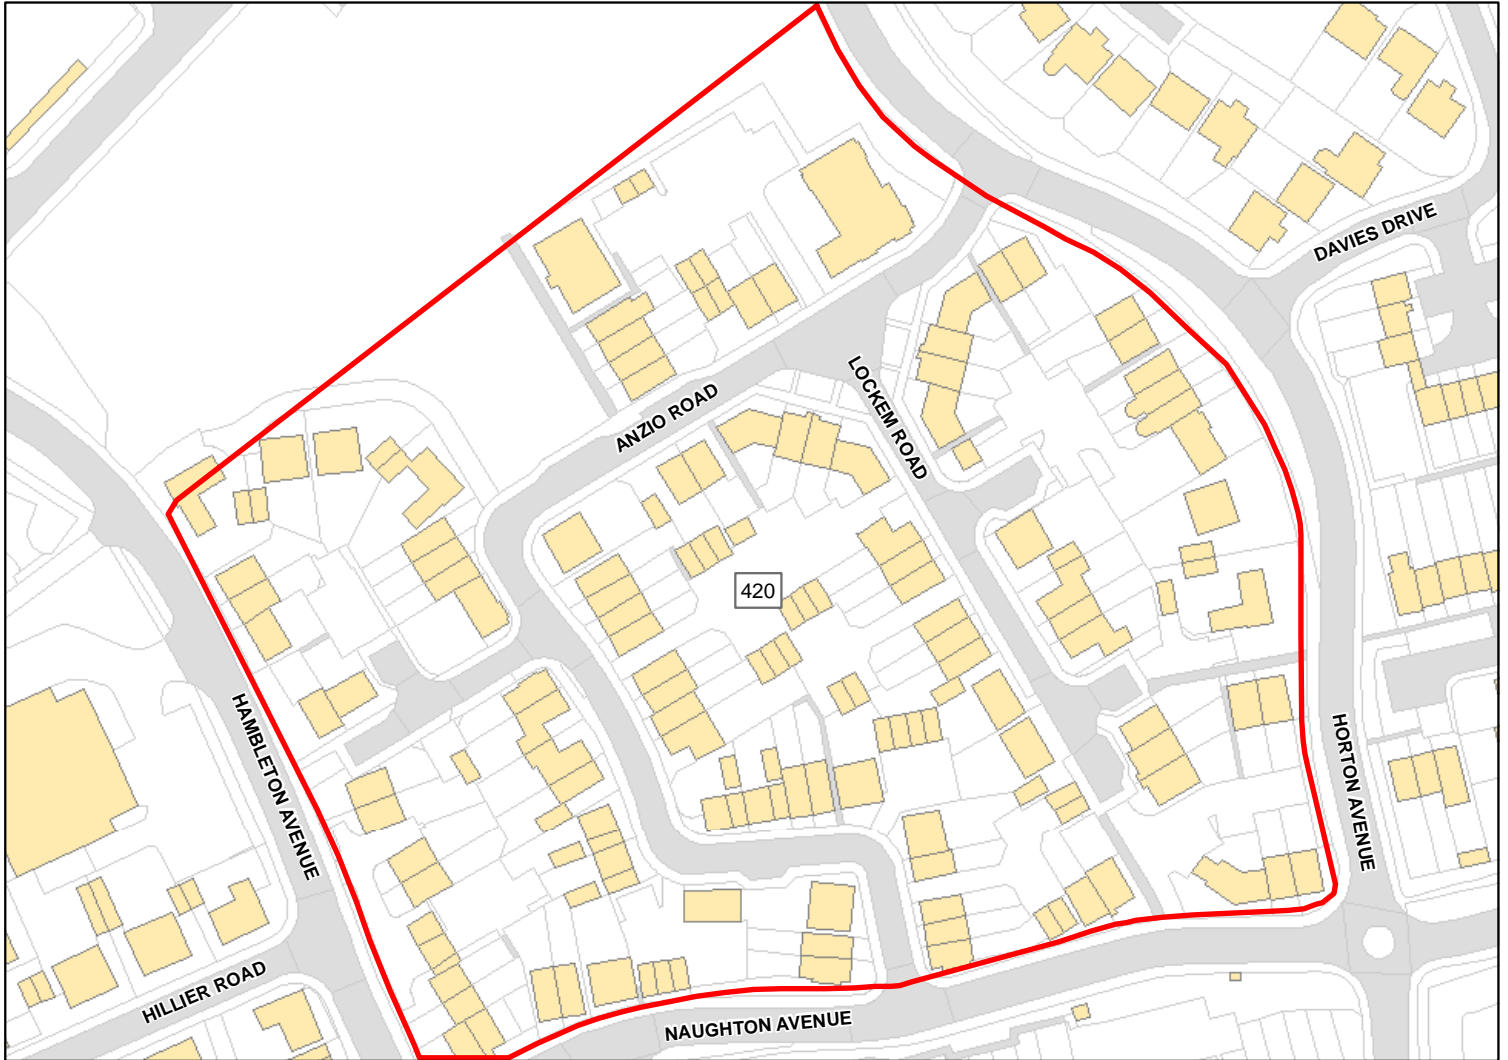 DAVIES DRIVE
LOCKEM ROAD
ANZIO ROAD
420
HAMBLETON AVENUE
HORTON AVENUE
HILLIER ROAD
NAUGHTON AVENUE